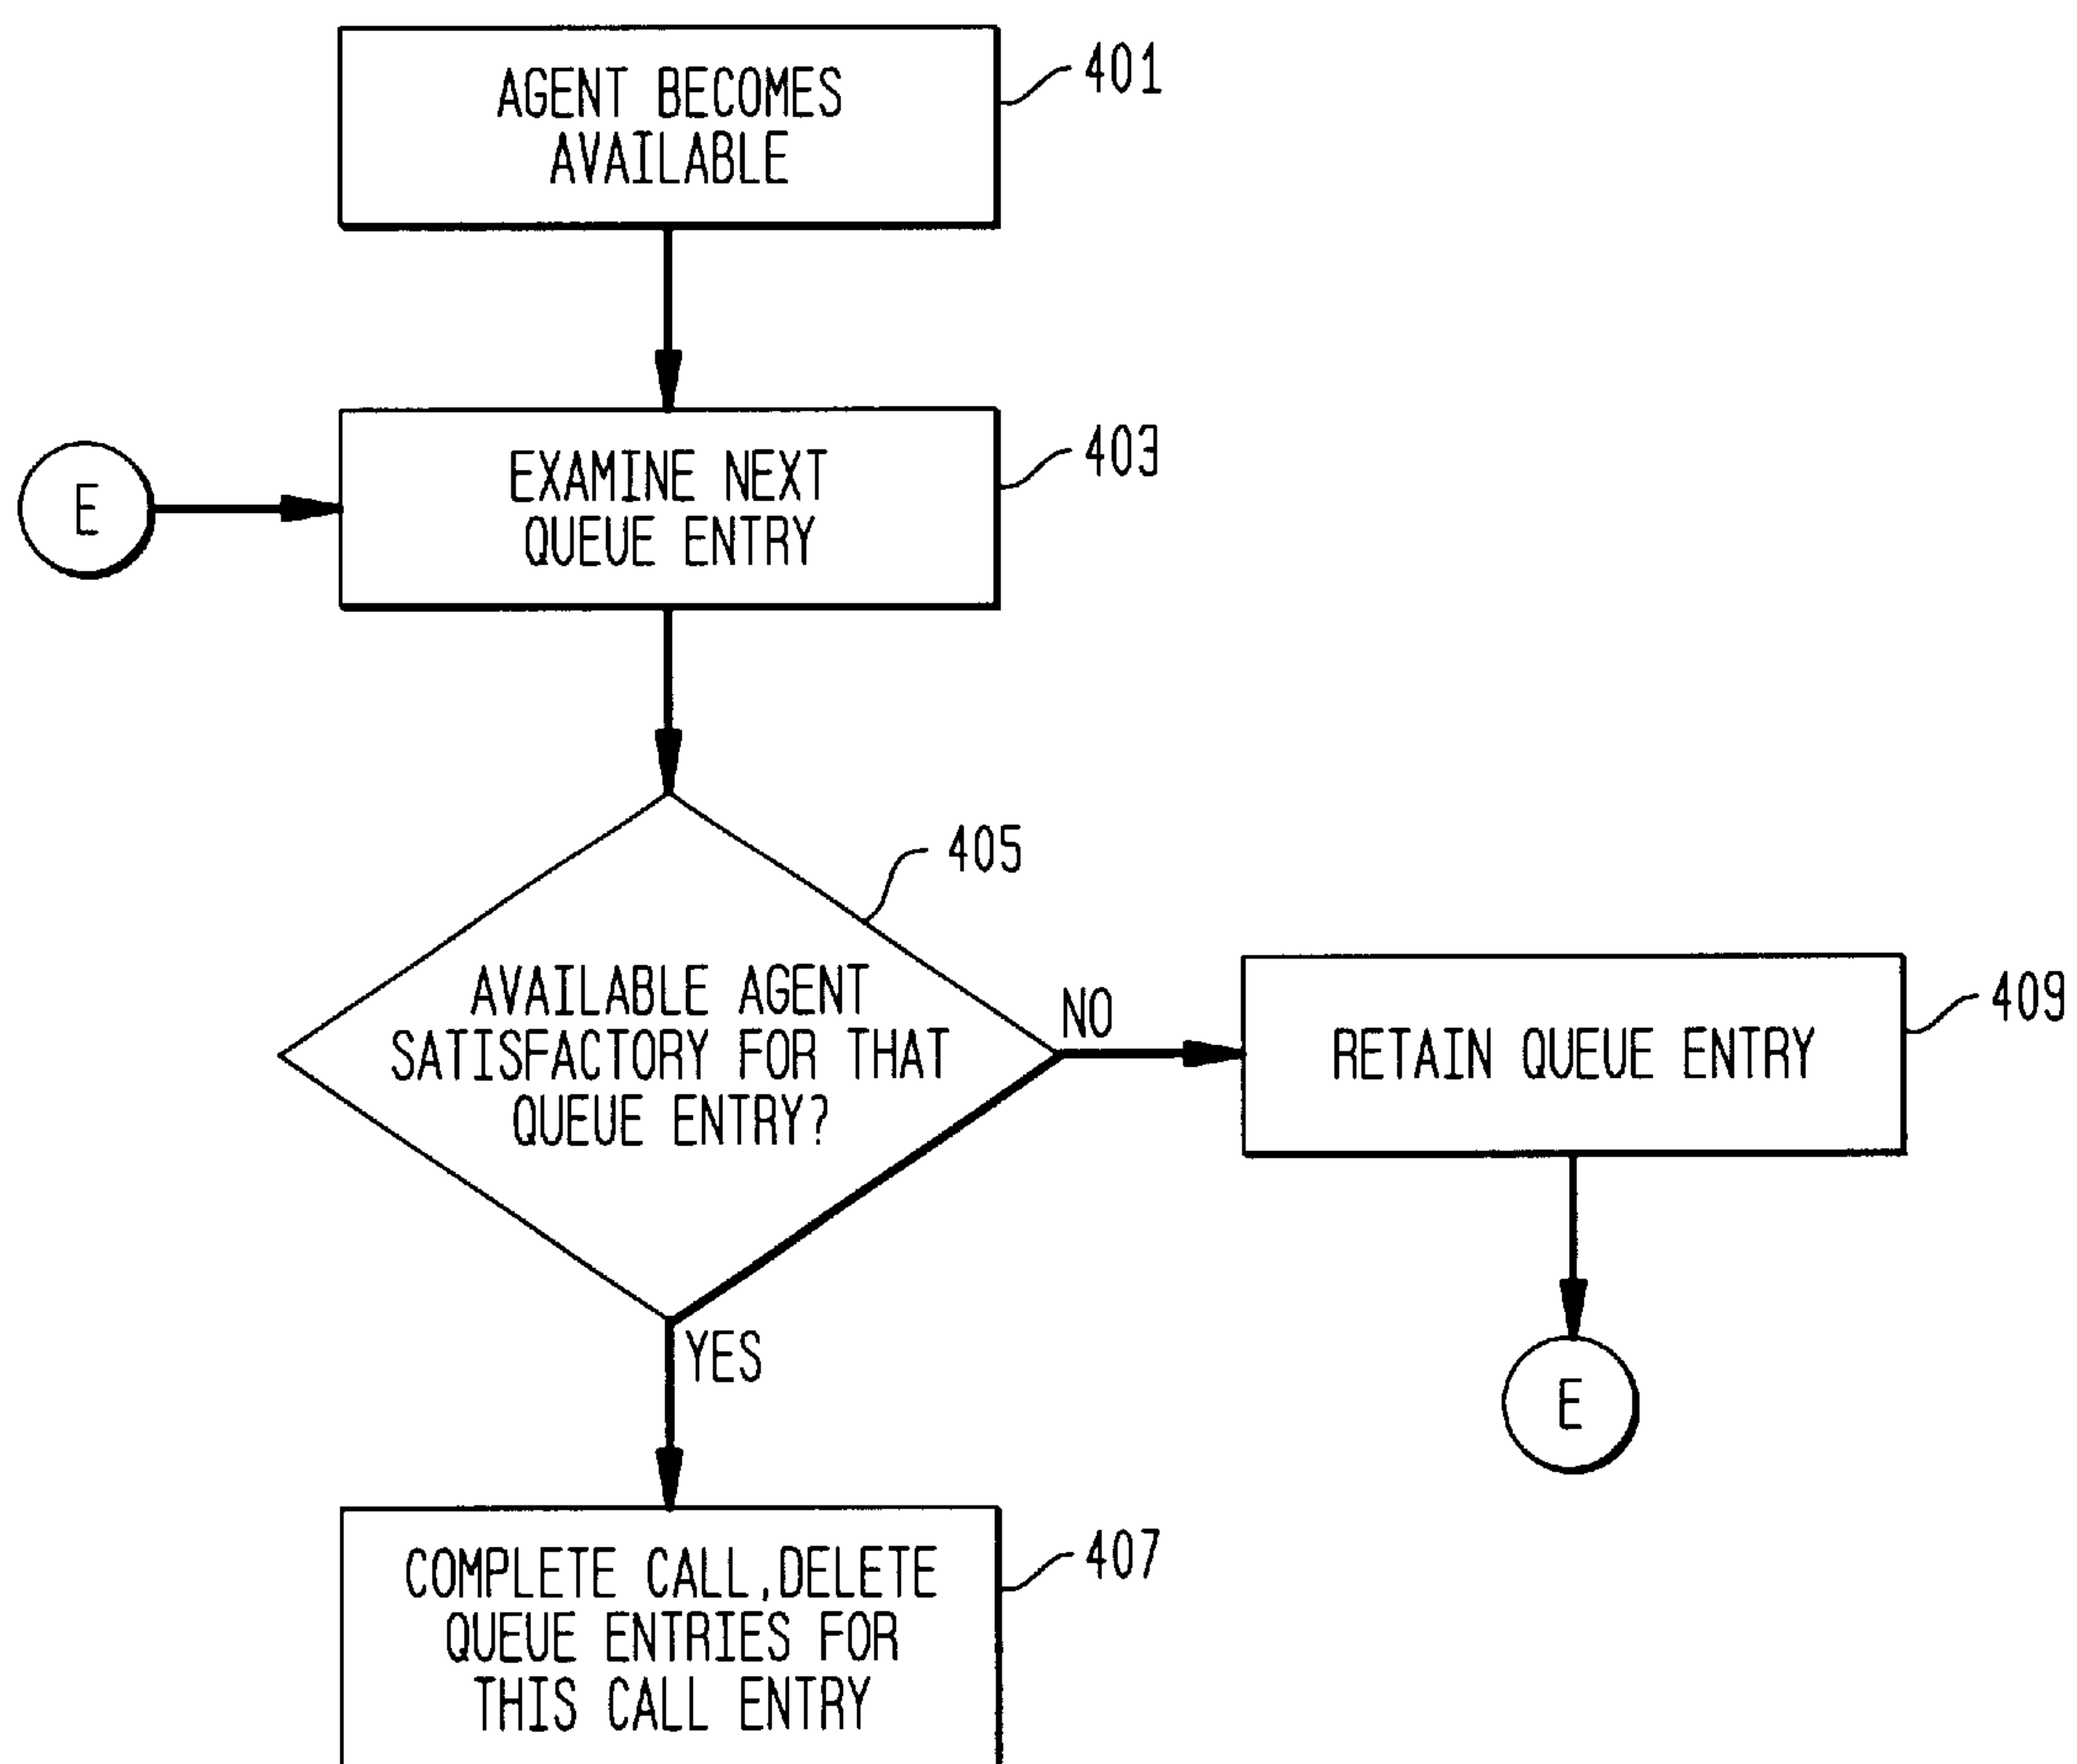 AGENT BECOMES
AVAILABLE
401
E
EXAMINE NEXT
QUEUE ENTRY
403
405
AVAILABLE AGENT
SATISFACTORY FOR THAT
QUEUE ENTRY?
NO
RETAIN QUEUE ENTRY
409
YES
E
COMPLETE CALL,DELETE
QUEUE ENTRIES FOR
THIS CALL ENTRY
407